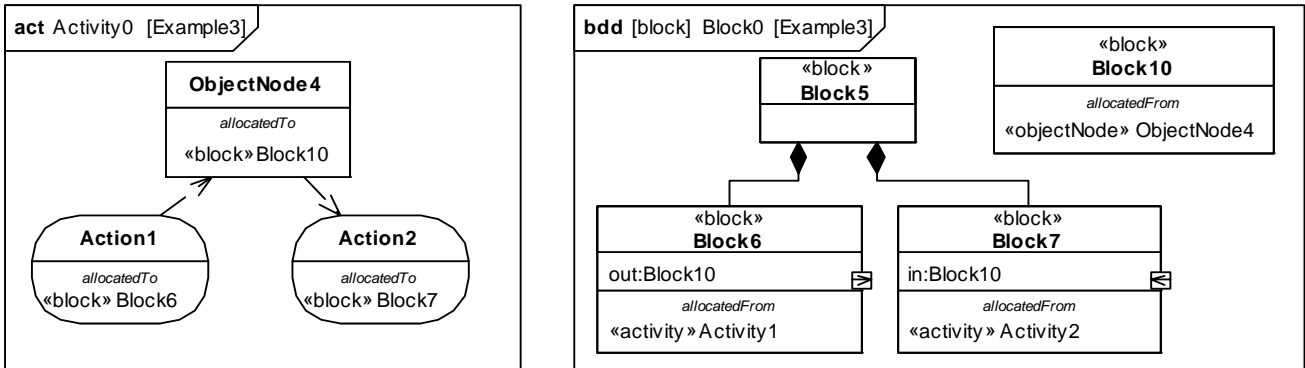 act Activity0 [Example3]
ObjectNode4
allocatedTo
«block» Block10
Action1
allocatedTo
«block» Block6
Action2
allocatedTo
«block» Block7
bdd [block] Block0 [Example3]
«block»
Block5
«block»
Block10
allocatedFrom
«objectNode» ObjectNode4
«block»
Block6
out:Block10
allocatedFrom
«activity» Activity1
«block»
Block7
in:Block10
allocatedFrom
«activity» Activity2